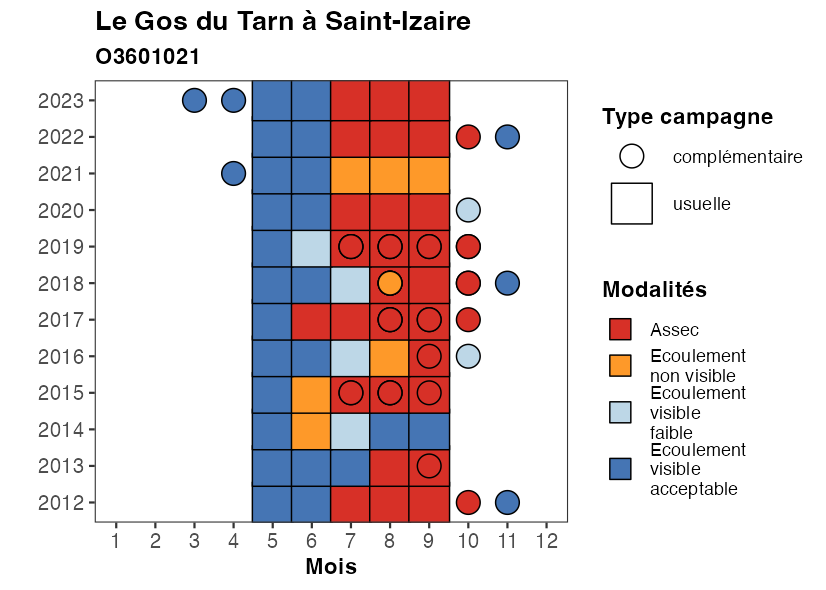 Le Gos du Tarn à Saint-Izaire
O3601021
2023
2022
2021
2020
2019
2018
2017
2016
2015
2014
2013
2012
1 2 3 4 5 6 7 8 9 10 11 12
Mois
Type campagne
complémentaire
usuelle
Modalités
Assec
Ecoulement
non visible
Ecoulement
visible
faible
Ecoulement
visible
acceptable